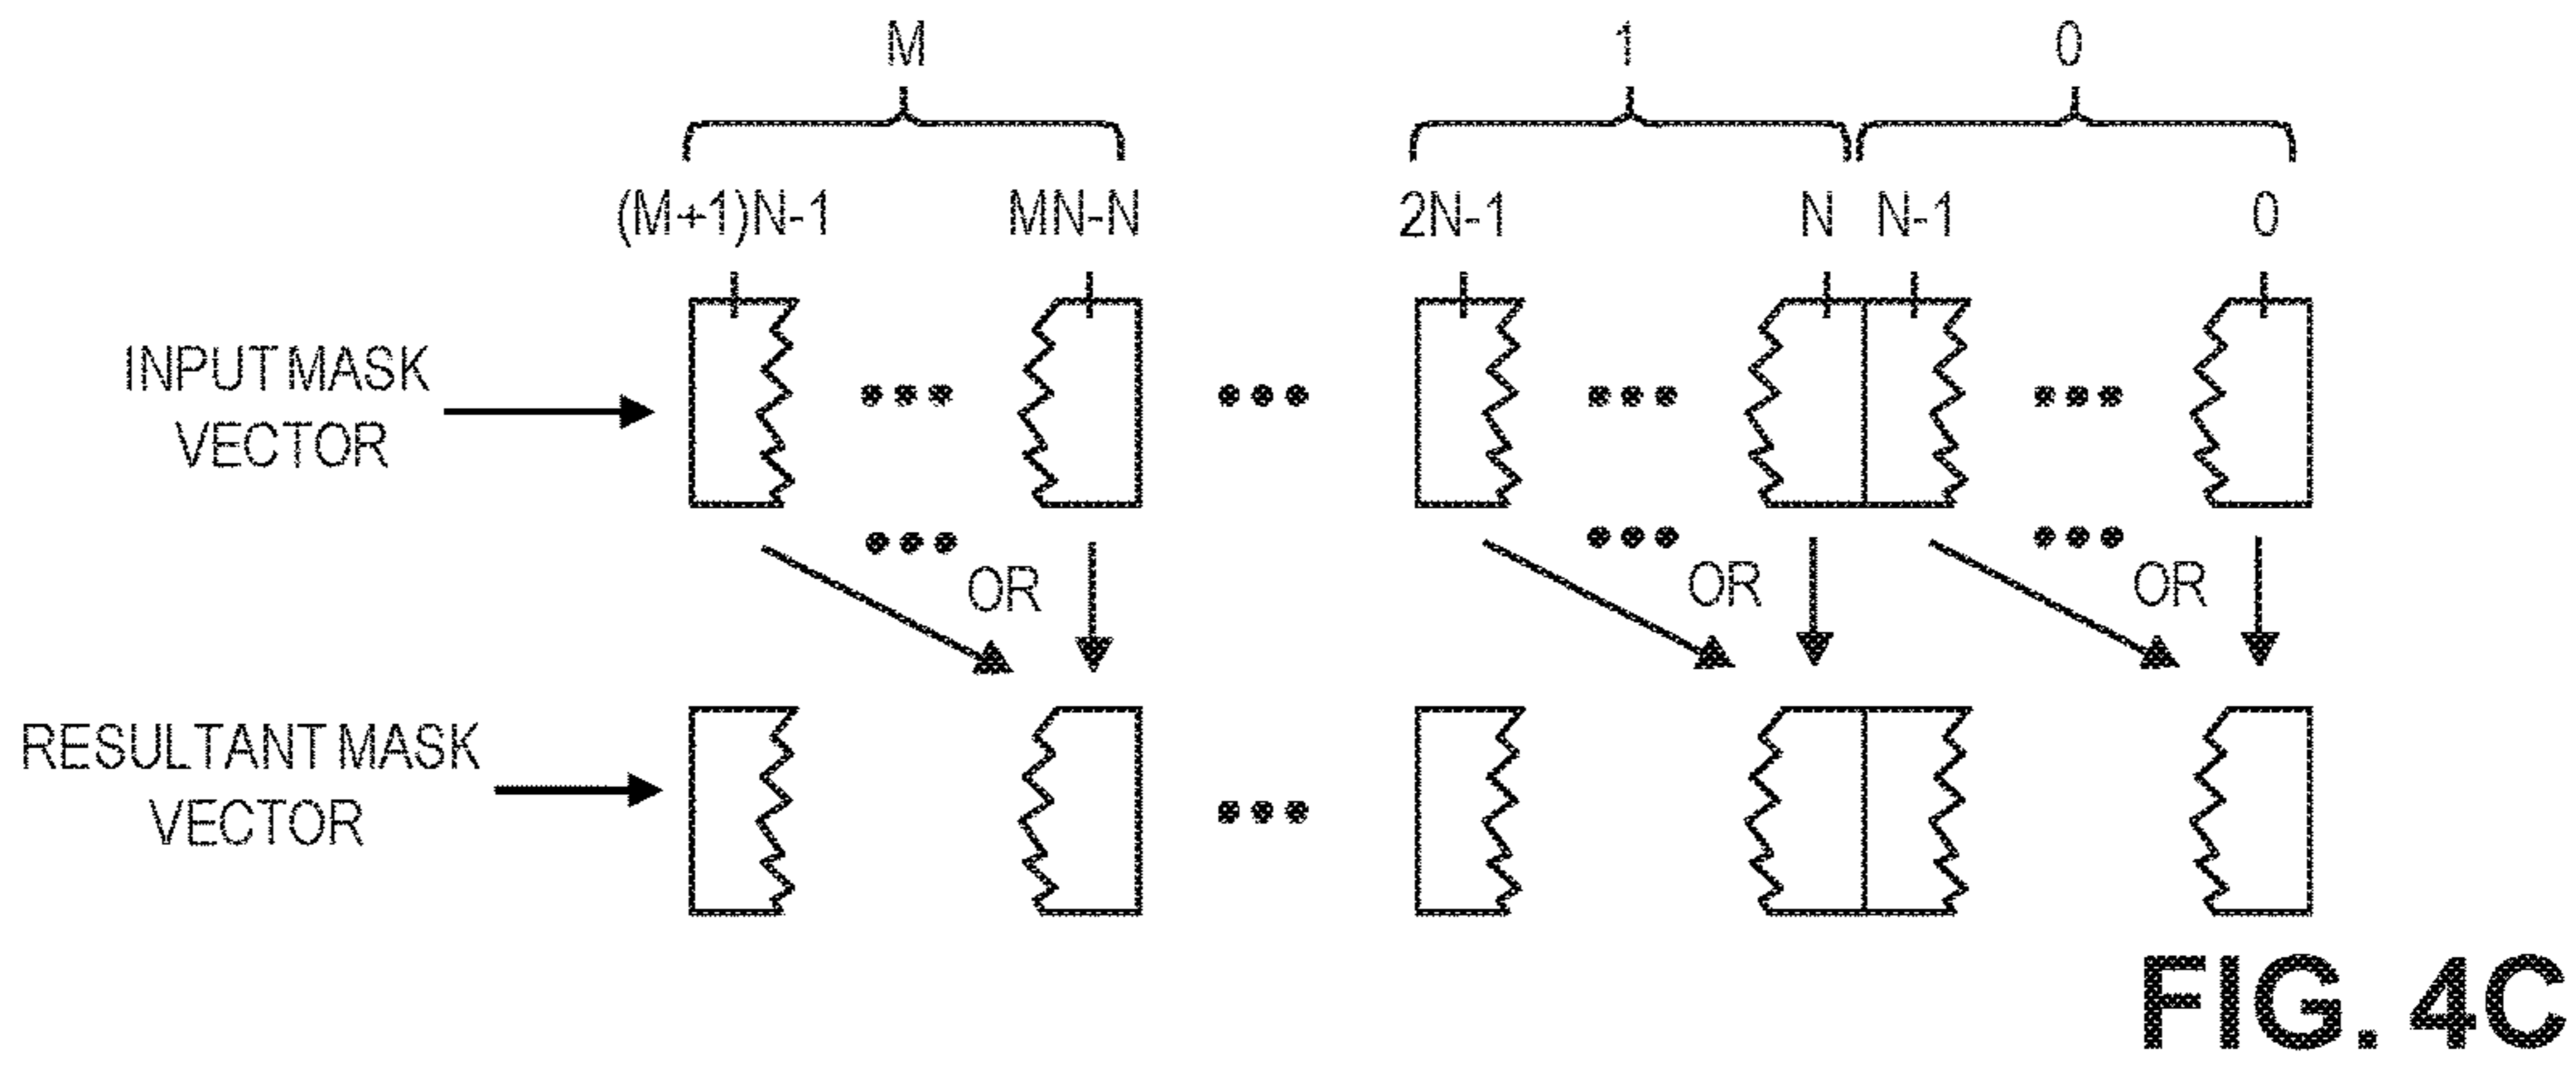 M 1 0
(M+1)N-1 MN-N 2N-1 N N-1 0
INPUT MASK
VECTOR
OR OR OR
RESULTANT MASK
VECTOR
FIG. 4C